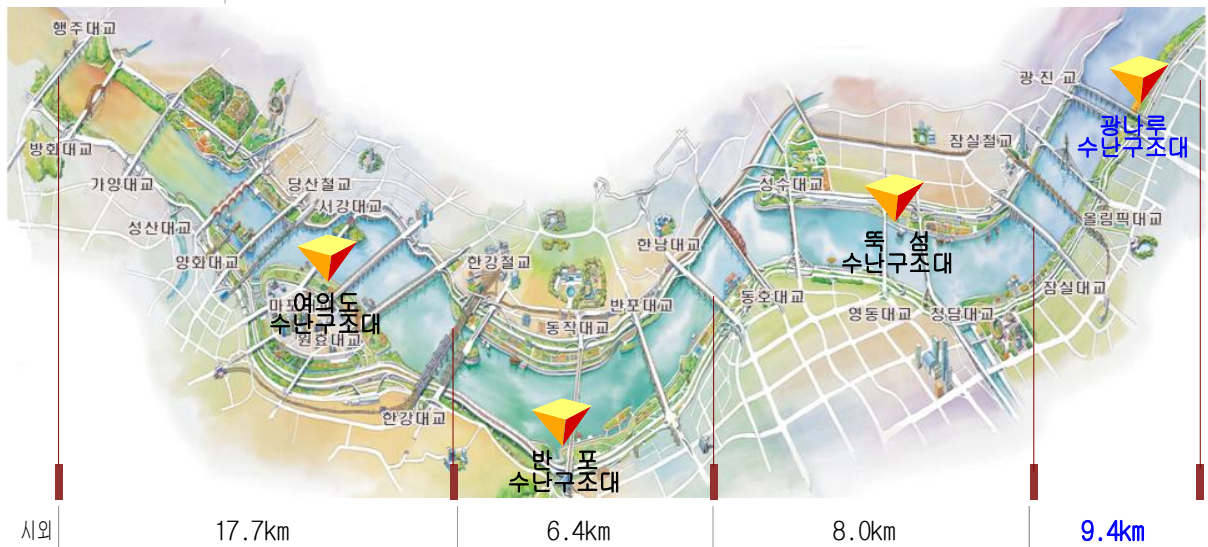 행주대교
방화대교
가양대교
성산대교
양화대교
당산철교
서강대교
여의도
수난구조대
원효대교
한강철교
한강대교
동작대교
반포대교
한남대교
반 포
수난구조대
동호대교
성수대교
뚝 섬
수난구조대
영동대교
청담대교
잠실철교
잠실대교
올림픽대교
광진교
광나루
수난구조대
시외
17.7km
6.4km
8.0km
9.4km